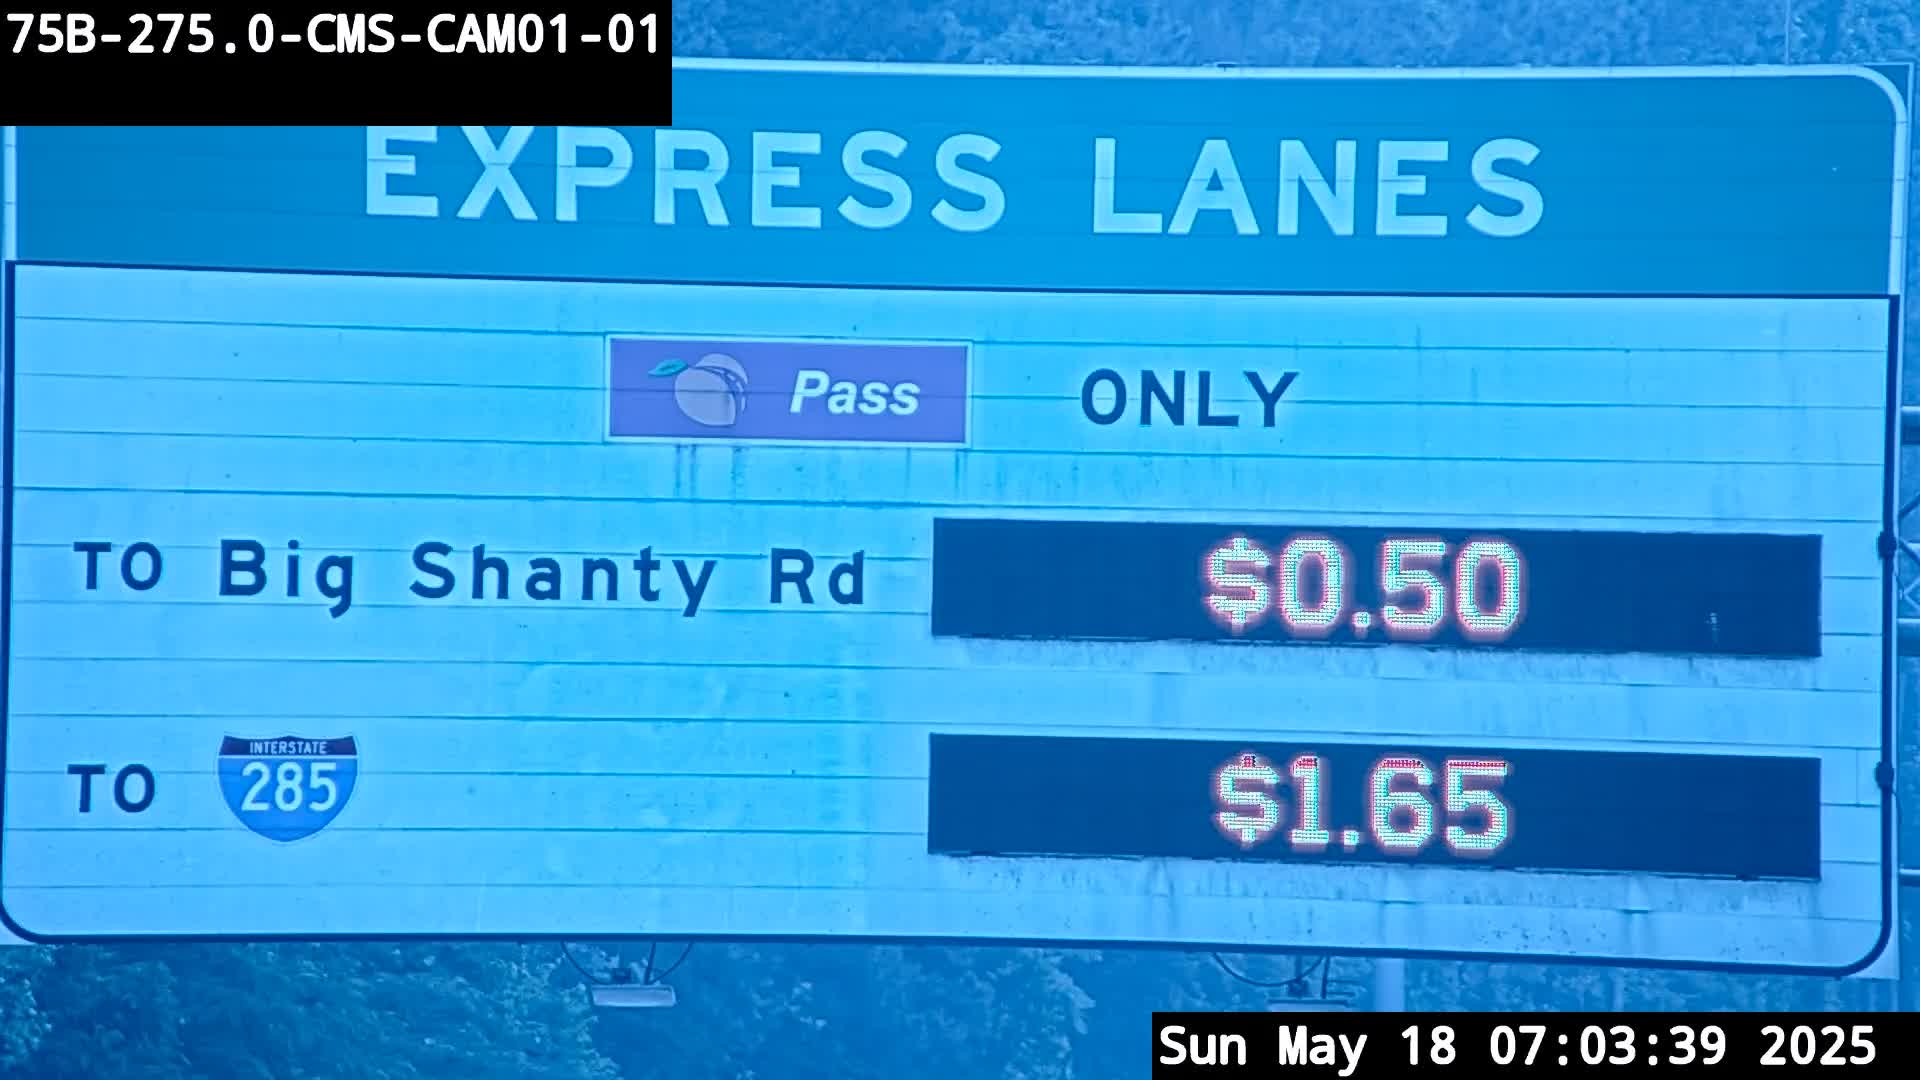 75B-275.0-CMS-CAM01-01
EXPRESS LANES
Pass ONLY
TO Big Shanty Rd $0.50
TO INTERSTATE 285 $1.65
Sun May 18 07:03:39 2025